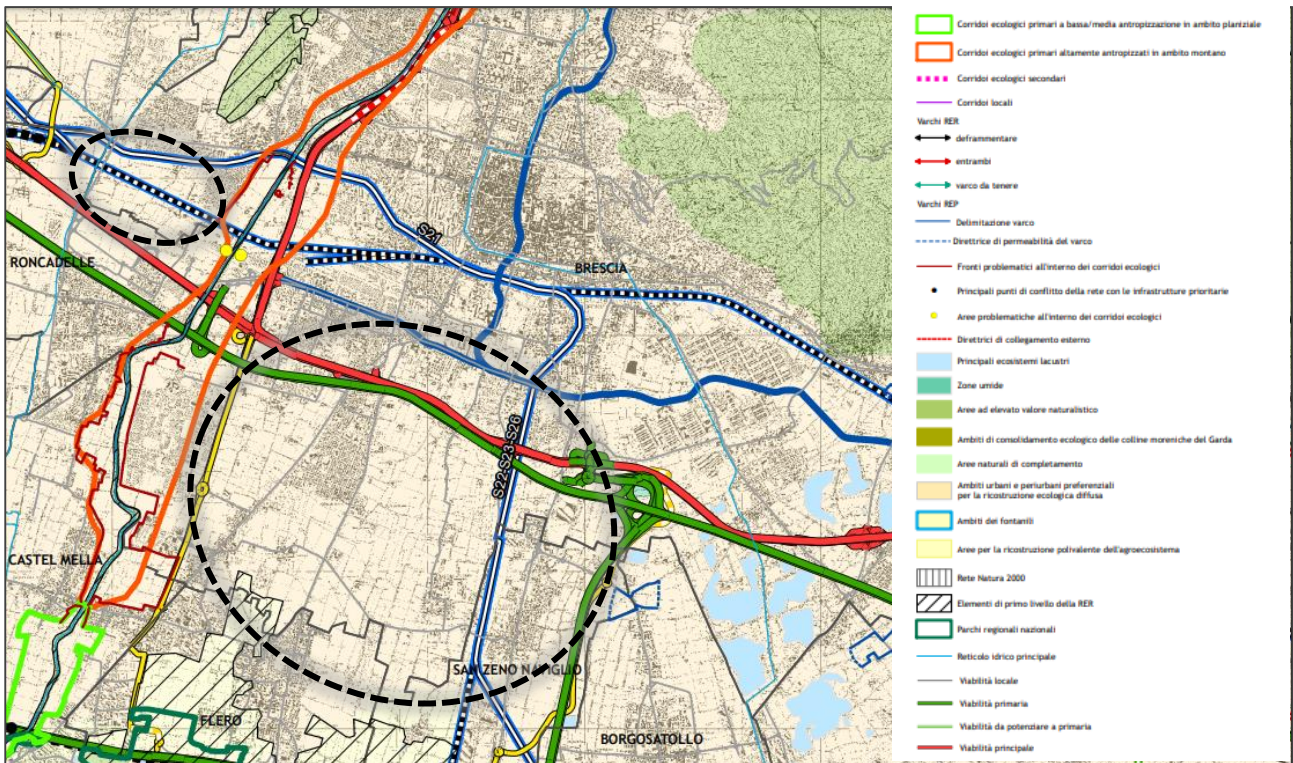 RONCADELLE
S21
BRESCIA
S22-S23-S26
CASTEL MELLA
SAN ZENO NAVIGLIO
FLERO
BORGOSATOLLO
Corridoi ecologici primari a bassa/media antropizzazione in ambito planiziale
Corridoi ecologici primari altamente antropizzati in ambito montano
Corridoi ecologici secondari
Corridoi locali
Varchi RER
deframmentare
entrambi
varco da tenere
Varchi REP
Delimitazione varco
Direttrice di permeabilità del varco
Fronti problematici all'interno dei corridoi ecologici
Principali punti di conflitto della rete con le infrastrutture prioritarie
Aree problematiche all'interno dei corridoi ecologici
Direttrici di collegamento esterno
Principali ecosistemi lacustri
Zone umide
Aree ad elevato valore naturalistico
Ambiti di consolidamento ecologico delle colline moreniche del Garda
Aree naturali di completamento
Ambiti urbani e periurbani preferenziali
per la ricostruzione ecologica diffusa
Ambiti dei fontanili
Aree per la ricostruzione polivalente dell'agroecosistema
Rete Natura 2000
Elementi di primo livello della RER
Parchi regionali nazionali
Reticolo idrico principale
Viabilità locale
Viabilità primaria
Viabilità da potenziare a primaria
Viabilità principale